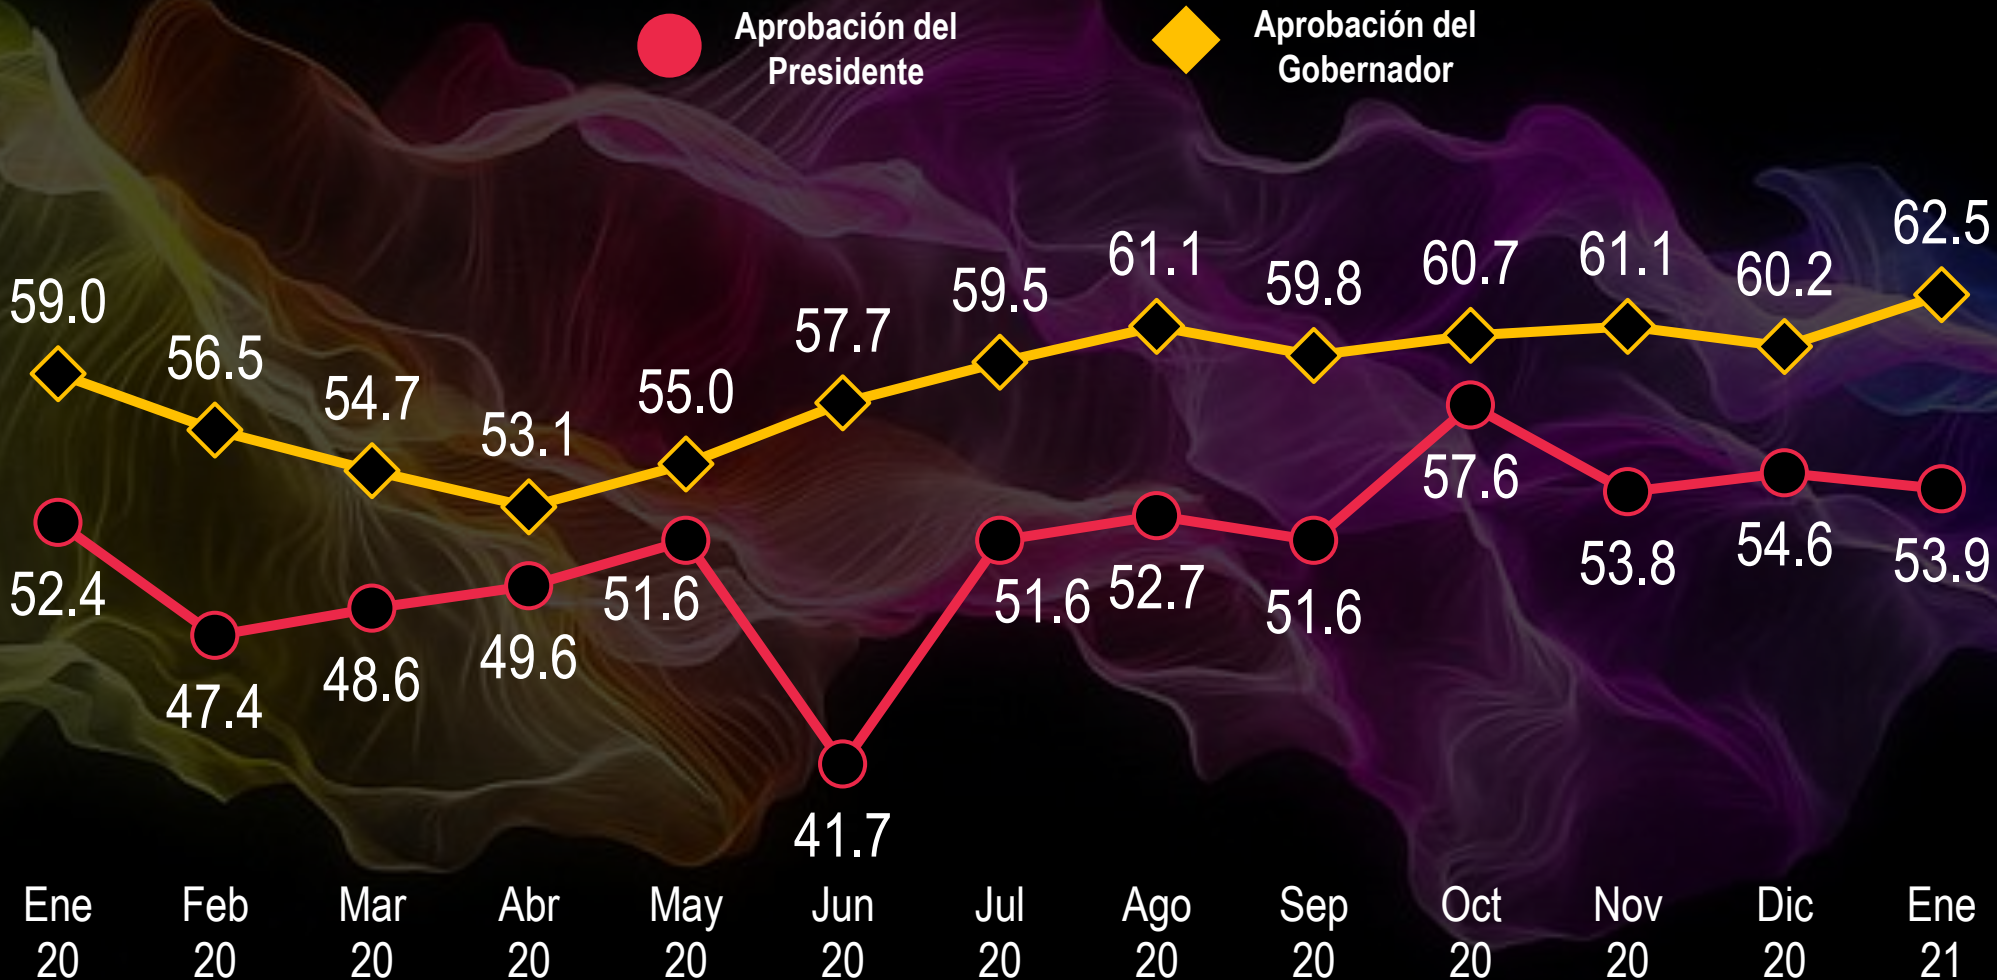 Aprobación del
Presidente
Aprobación del
Gobernador
59.0
56.5
54.7
53.1
55.0
57.7
59.5
61.1
59.8
60.7
61.1
60.2
62.5
52.4
47.4
48.6
49.6
51.6
41.7
51.6
52.7
51.6
57.6
53.8
54.6
53.9
Ene
20
Feb
20
Mar
20
Abr
20
May
20
Jun
20
Jul
20
Ago
20
Sep
20
Oct
20
Nov
20
Dic
20
Ene
21